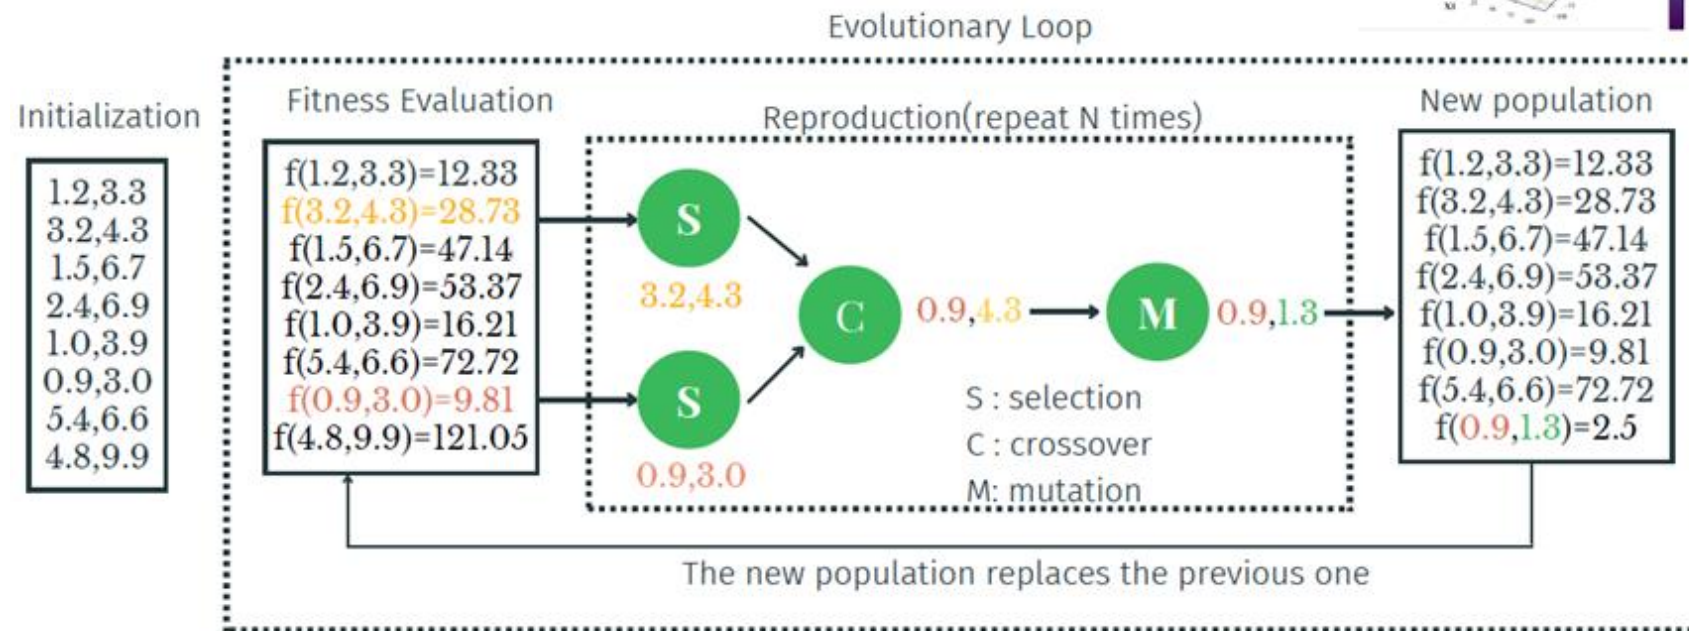 X1
Evolutionary Loop
Initialization
1.2,3.3
3.2,4.3
1.5,6.7
2.4,6.9
1.0,3.9
0.9,3.0
5.4,6.6
4.8,9.9
Fitness Evaluation
f(1.2,3.3)=12.33
f(3.2,4.3)=28.73
f(1.5,6.7)=47.14
f(2.4,6.9)=53.37
f(1.0,3.9)=16.21
f(5.4,6.6)=72.72
f(0.9,3.0)=9.81
f(4.8,9.9)=121.05
Reproduction(repeat N times)
S
3.2,4.3
S
0.9,3.0
C
0.9,4.3
M
0.9,1.3
S : selection
C : crossover
M: mutation
New population
f(1.2,3.3)=12.33
f(3.2,4.3)=28.73
f(1.5,6.7)=47.14
f(2.4,6.9)=53.37
f(1.0,3.9)=16.21
f(0.9,3.0)=9.81
f(5.4,6.6)=72.72
f(0.9,1.3)=2.5
The new population replaces the previous one